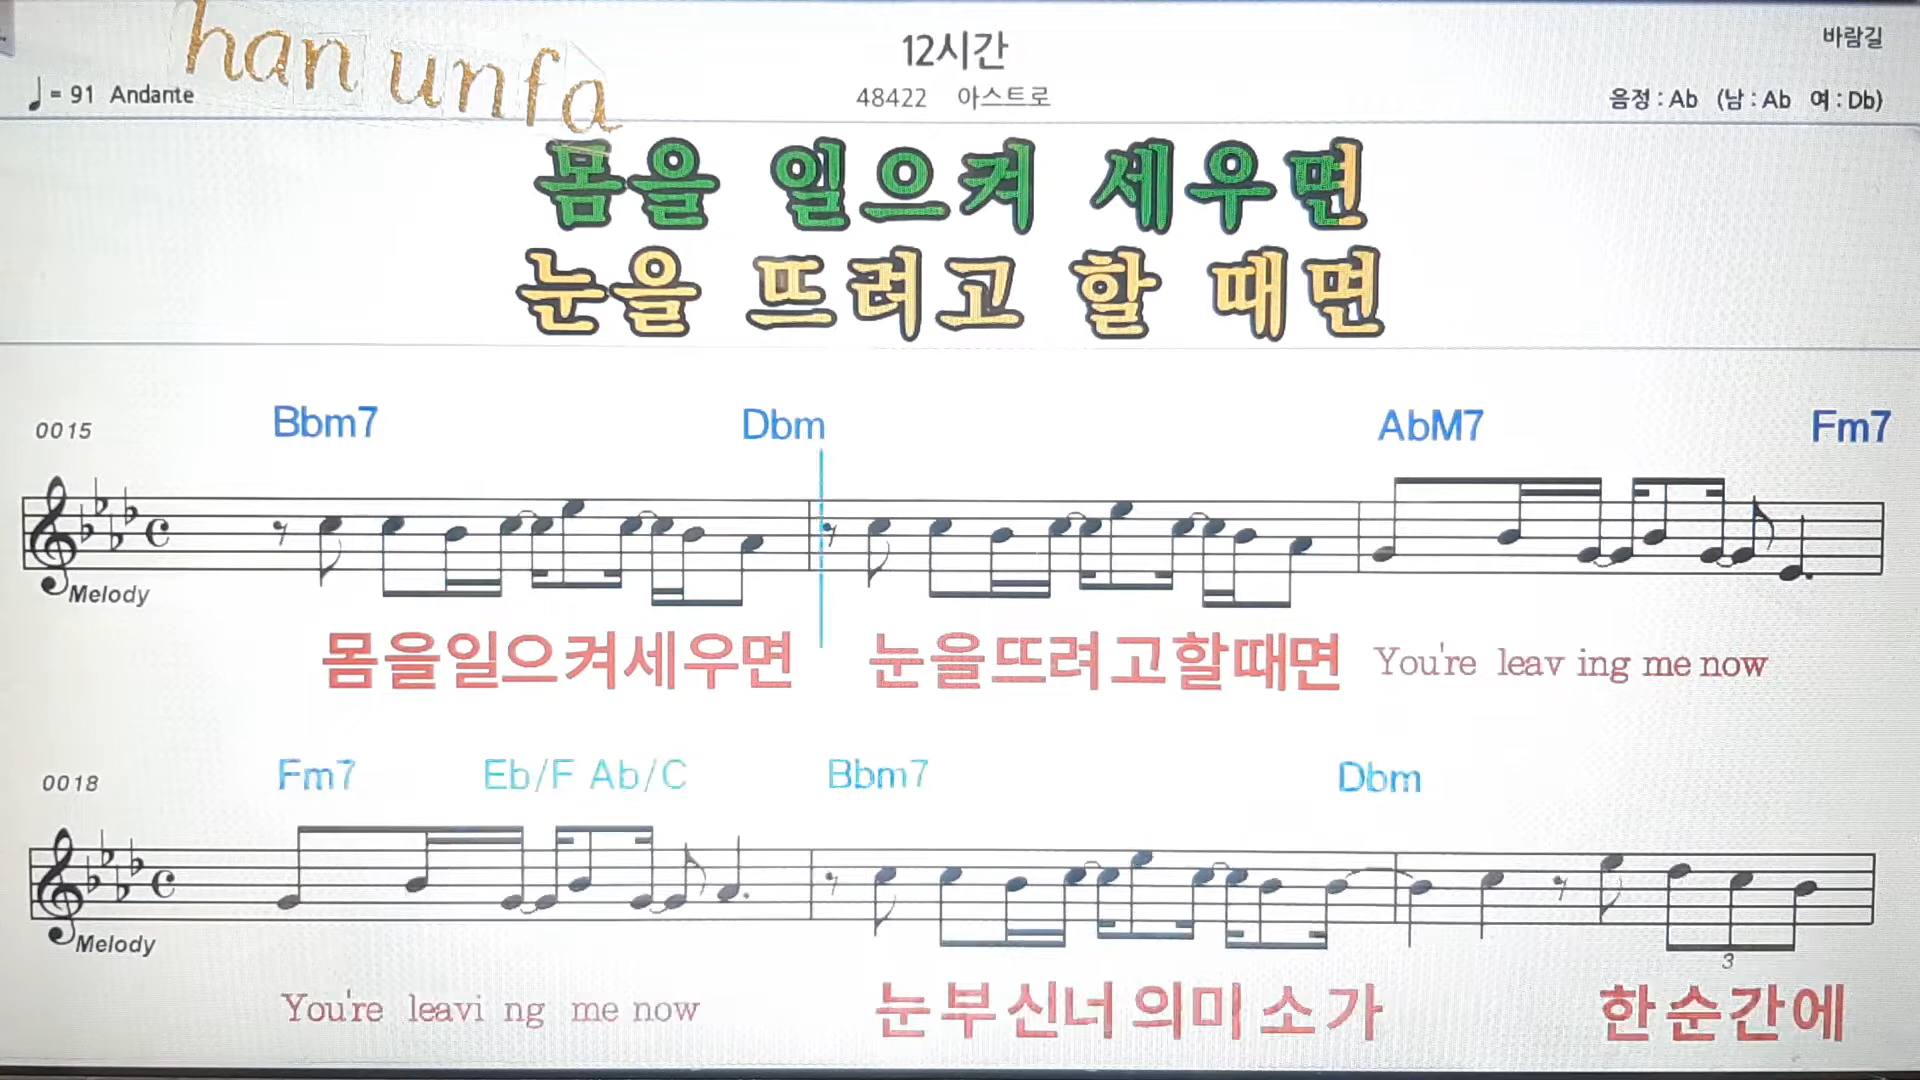 han unfa
12시간
바람길
♩= 91 Andante
48422 아스트로
음정 : Ab (남 : Ab 여 : Db)
몸을 일으켜 세우면
눈을 뜨려고 할 때면
0015 Bbm7 Dbm AbM7 Fm7
Melody
몸을일으켜세우면 눈을뜨려고할때면 You're leav ing me now
0018 Fm7 Eb/F Ab/C Bbm7 Dbm
Melody
3
You're leavi ng me now 눈부신너의미소가 한순간에